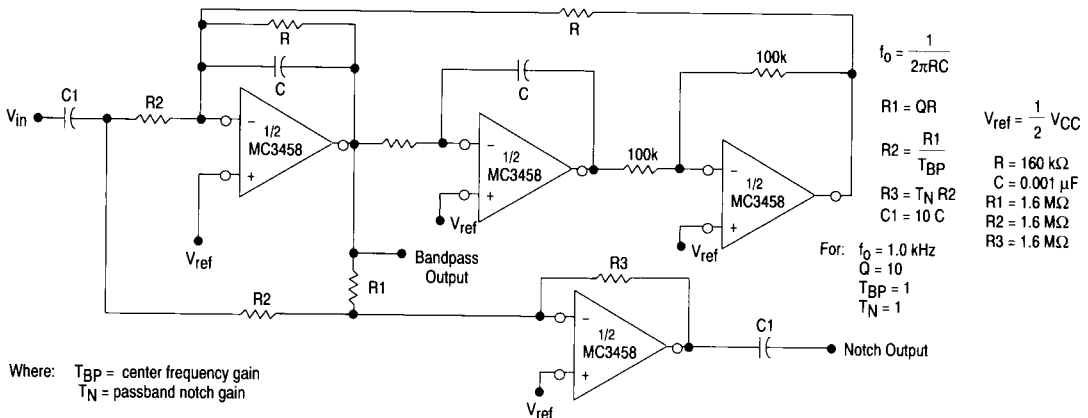 R
R
C
C1
V_in
R2
1/2
MC3458
−
+
V_ref
C
−
1/2
MC3458
+
V_ref
100k
100k
−
1/2
MC3458
+
V_ref
Bandpass
Output
R1
R2
R3
−
1/2
MC3458
+
V_ref
C1
Notch Output
f_o = 1/2πRC
R1 = QR
R2 = R1/T_BP
R3 = T_N R2
C1 = 10 C
V_ref = 1/2 V_CC
R = 160 kΩ
C = 0.001 µF
R1 = 1.6 MΩ
R2 = 1.6 MΩ
R3 = 1.6 MΩ
For: f_o = 1.0 kHz
Q = 10
T_BP = 1
T_N = 1
Where: T_BP = center frequency gain
T_N = passband notch gain